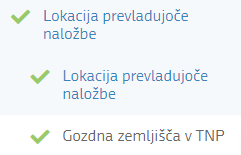 Lokacija prevladujoče
naložbe
Lokacija prevladujoče
naložbe
Gozdna zemljišča v TNP